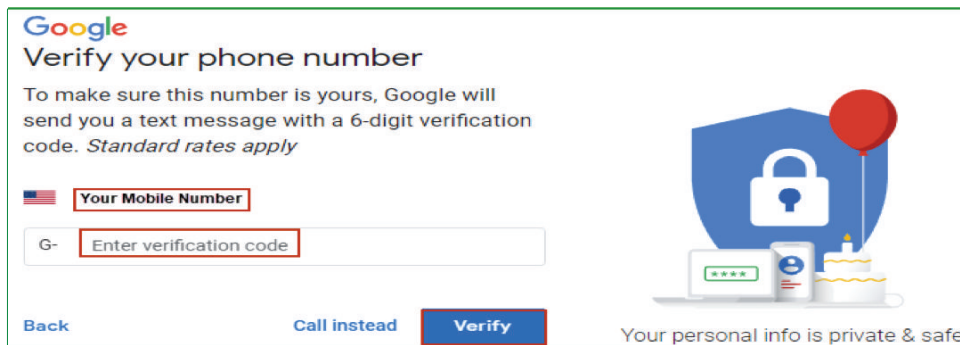 Google
Verify your phone number
To make sure this number is yours, Google will
send you a text message with a 6-digit verification
code. Standard rates apply
Your Mobile Number
G- Enter verification code
Back Call instead Verify
****
Your personal info is private & safe